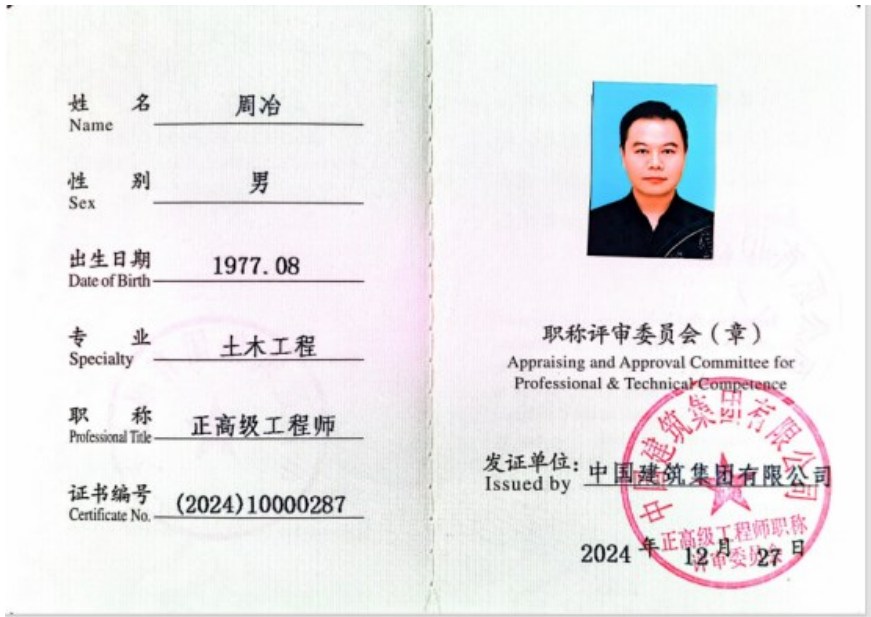 姓 名 周冶
Name
性 别 男
Sex
出生日期 1977.08
Date of Birth
专 业 土木工程
Specialty
职 称 正高级工程师
Professional Title
证书编号 (2024)10000287
Certificate No.
职称评审委员会(章)
Appraising and Approval Committee for
Professional & Technical Competence
发证单位: 中国建筑集团有限公司
Issued by
2024 年 12 月 27 日
中国建筑集团有限公司
正高级工程师职称
评审委员会